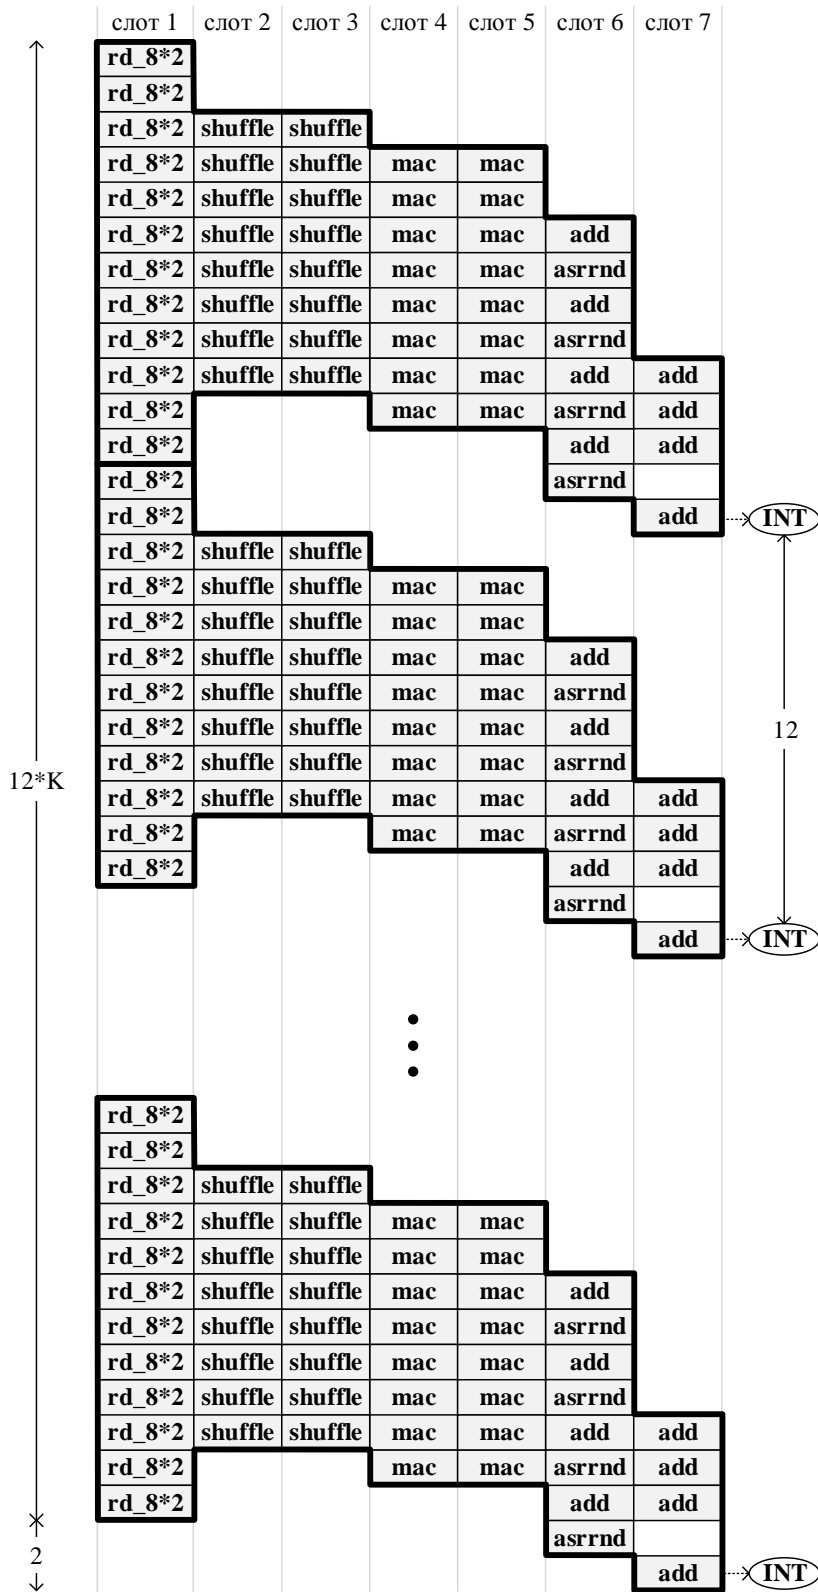 слот 1 слот 2 слот 3 слот 4 слот 5 слот 6 слот 7
rd_8*2
rd_8*2
rd_8*2 shuffle shuffle
rd_8*2 shuffle shuffle mac mac
rd_8*2 shuffle shuffle mac mac
rd_8*2 shuffle shuffle mac mac add
rd_8*2 shuffle shuffle mac mac asrrnd
rd_8*2 shuffle shuffle mac mac add
rd_8*2 shuffle shuffle mac mac asrrnd
rd_8*2 shuffle shuffle mac mac add add
rd_8*2 mac mac asrrnd add
rd_8*2 add add
rd_8*2 asrrnd
rd_8*2 add INT
rd_8*2 shuffle shuffle
rd_8*2 shuffle shuffle mac mac
rd_8*2 shuffle shuffle mac mac
rd_8*2 shuffle shuffle mac mac add
rd_8*2 shuffle shuffle mac mac asrrnd
rd_8*2 shuffle shuffle mac mac add 12
12*K rd_8*2 shuffle shuffle mac mac asrrnd
rd_8*2 shuffle shuffle mac mac add add
rd_8*2 mac mac asrrnd add
rd_8*2 add add
asrrnd
add INT
rd_8*2
rd_8*2
rd_8*2 shuffle shuffle
rd_8*2 shuffle shuffle mac mac
rd_8*2 shuffle shuffle mac mac
rd_8*2 shuffle shuffle mac mac add
rd_8*2 shuffle shuffle mac mac asrrnd
rd_8*2 shuffle shuffle mac mac add
rd_8*2 shuffle shuffle mac mac asrrnd
rd_8*2 shuffle shuffle mac mac add add
rd_8*2 mac mac asrrnd add
rd_8*2 add add
2 asrrnd
add INT